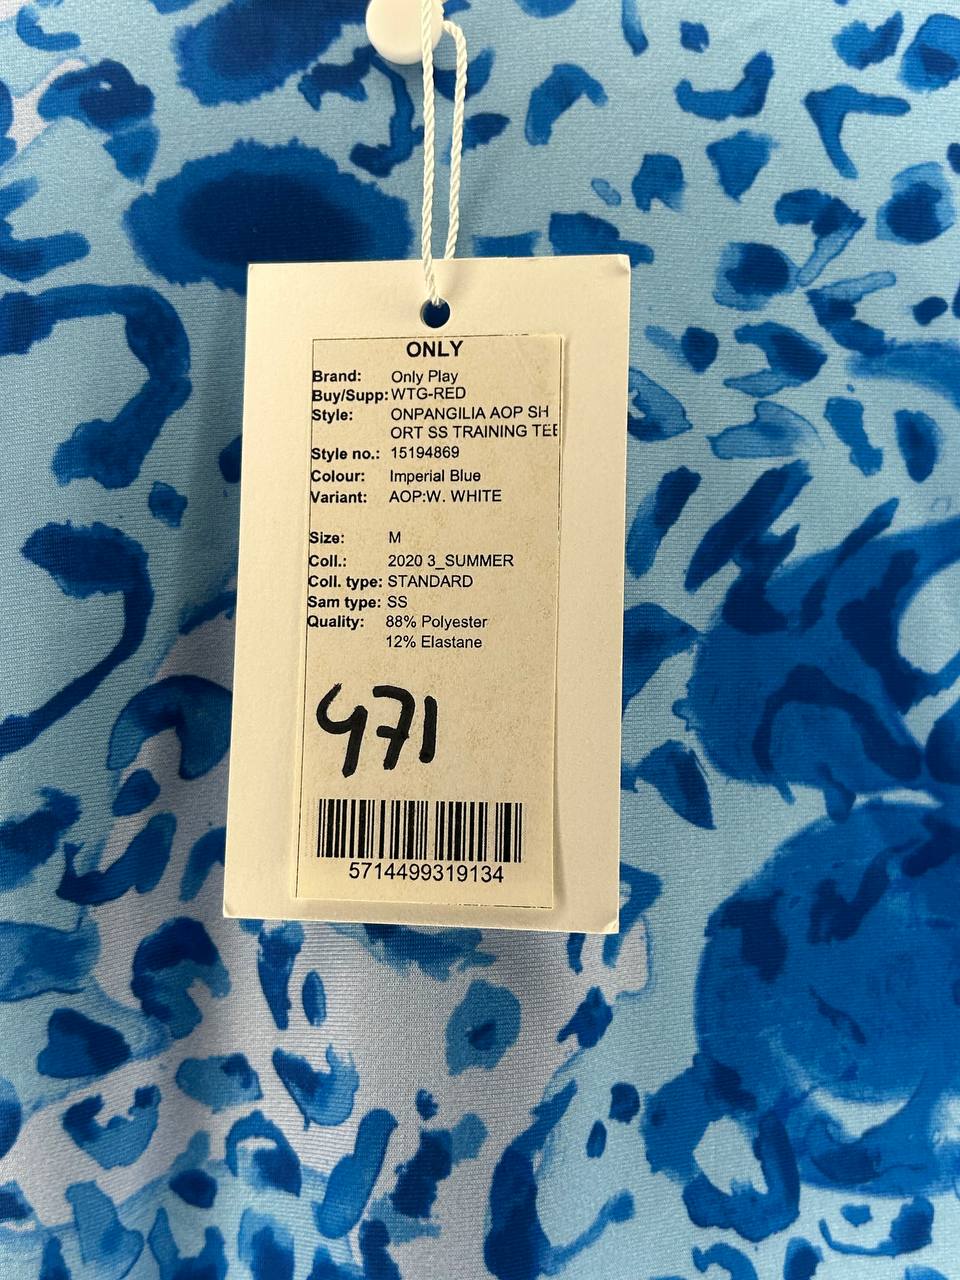 ONLY
Brand: Only Play
Buy/Supp: WTG-RED
Style: ONPANGILIA AOP SH
ORT SS TRAINING TEE
Style no.: 15194869
Colour: Imperial Blue
Variant: AOP:W. WHITE
Size: M
Coll.: 2020 3_SUMMER
Coll. type: STANDARD
Sam type: SS
Quality: 88% Polyester
12% Elastane
471
5714499319134